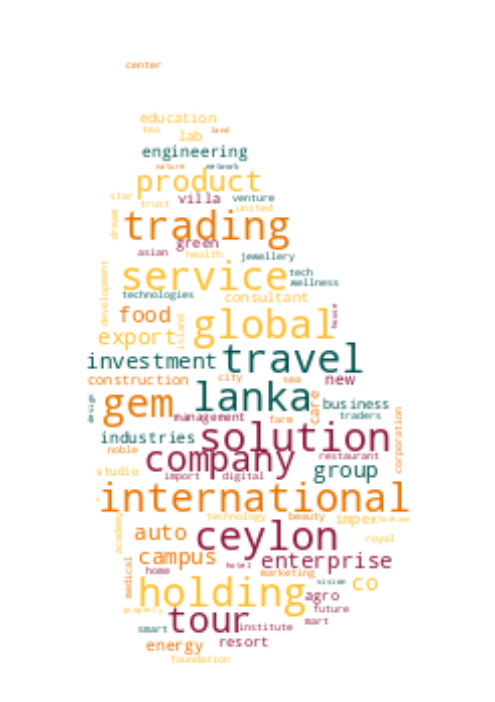 center
education
tea lab land
engineering
nature network
product
star trust villa venture
united
dream trading
green
asian health jewellery
service tech
wellness
development technologies consultant
food global house
export island
investment travel
construction city sea new
gem lanka care business
management farm traders
industries solution corporation
noble company restaurant
studio import digital group
international
academy technology beauty impex
auto ceylon royal
campus hotel enterprise
medical home marketing
holding vision co
agro
property tour future
smart institute mart
energy resort
foundation